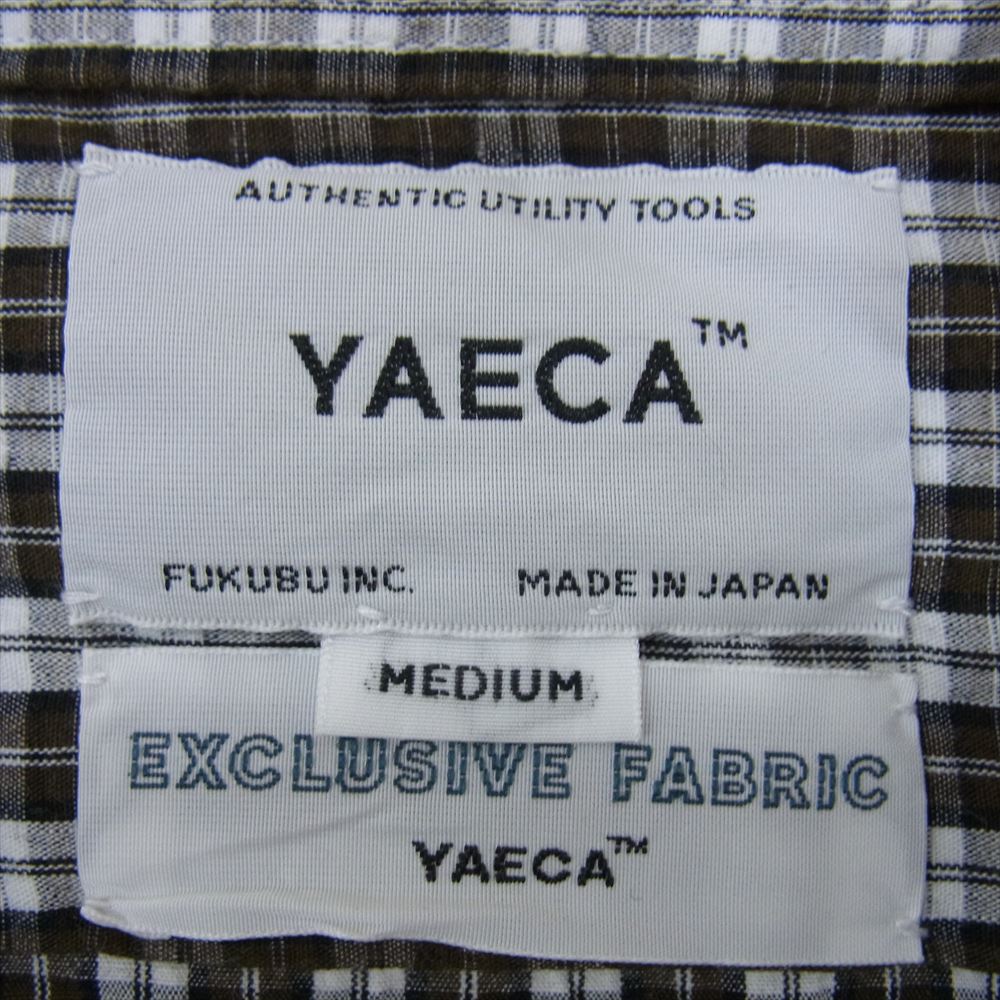 AUTHENTIC UTILITY TOOLS
YAECA™
FUKUBU INC. MADE IN JAPAN
MEDIUM
EXCLUSIVE FABRIC
YAECA™